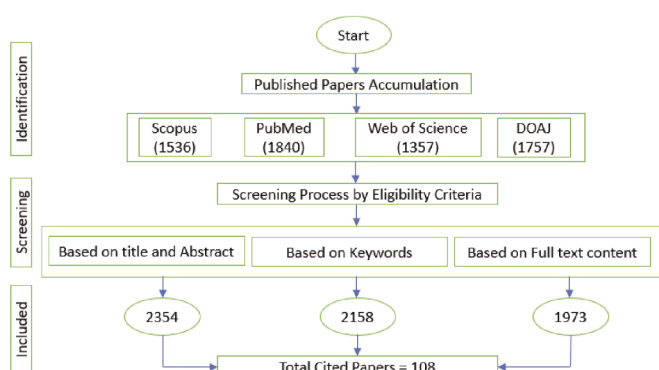 Start
Identification
Published Papers Accumulation
Scopus
(1536)
PubMed
(1840)
Web of Science
(1357)
DOAJ
(1757)
Screening
Screening Process by Eligibility Criteria
Based on title and Abstract
Based on Keywords
Based on Full text content
Included
2354
2158
1973
Total Cited Papers = 108